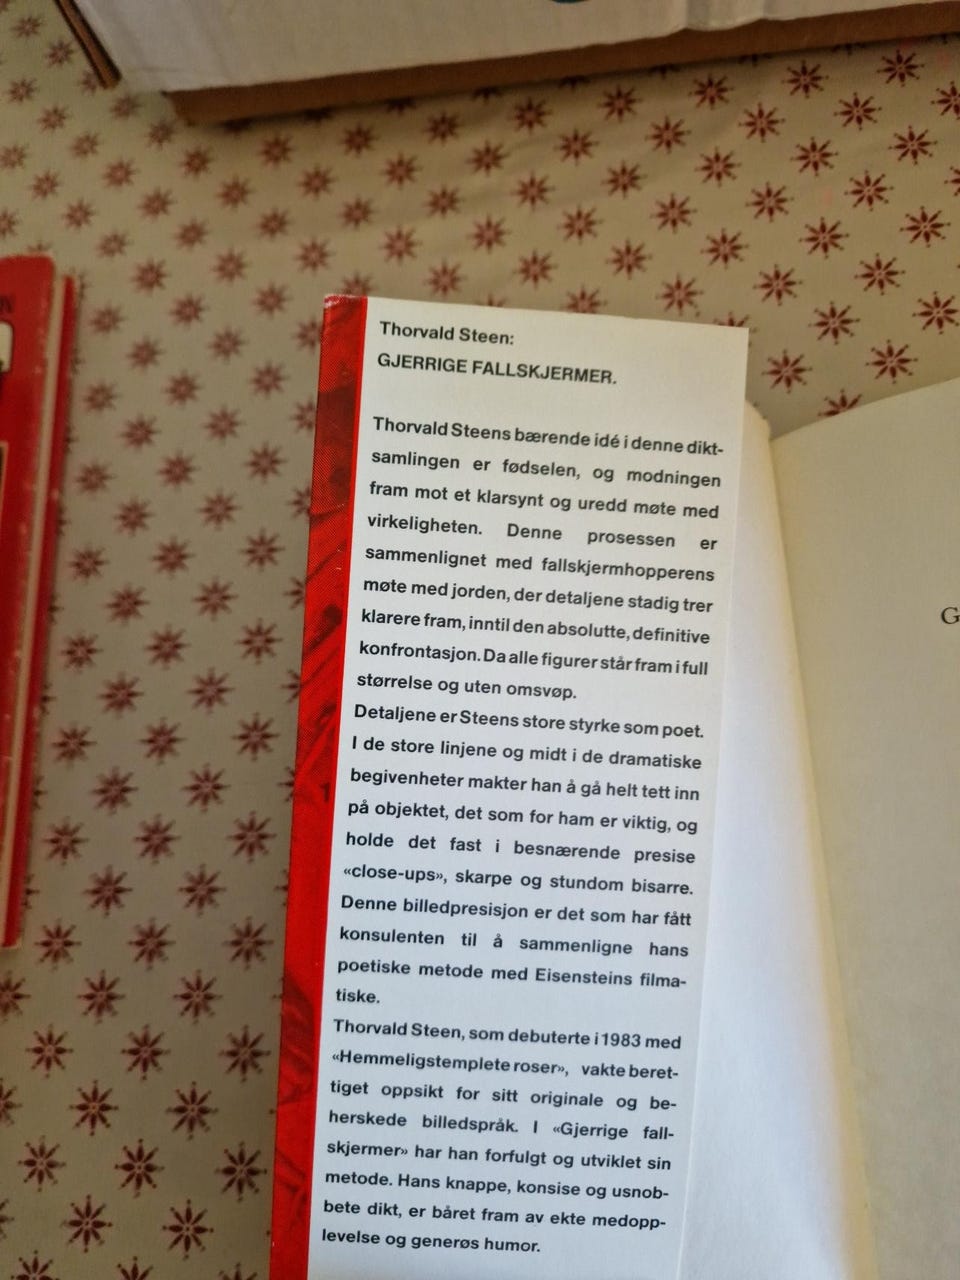 Thorvald Steen:
GJERRIGE FALLSKJERMER.
Thorvald Steens bærende idé i denne dikt-
samlingen er fødselen, og modningen
fram mot et klarsynt og uredd møte med
virkeligheten. Denne prosessen er
sammenlignet med fallskjermhopperens
møte med jorden, der detaljene stadig trer
klarere fram, inntil den absolutte, definitive
konfrontasjon. Da alle figurer står fram i full
størrelse og uten omsvøp.
Detaljene er Steens store styrke som poet.
I de store linjene og midt i de dramatiske
begivenheter makter han å gå helt tett inn
på objektet, det som for ham er viktig, og
holde det fast i besnærende presise
«close-ups», skarpe og stundom bisarre.
Denne billedpresisjon er det som har fått
konsulenten til å sammenligne hans
poetiske metode med Eisensteins filma-
tiske.
Thorvald Steen, som debuterte i 1983 med
«Hemmeligstemplete roser», vakte beret-
tiget oppsikt for sitt originale og be-
herskede billedspråk. I «Gjerrige fall-
skjermer» har han forfulgt og utviklet sin
metode. Hans knappe, konsise og usnob-
bete dikt, er båret fram av ekte medopp-
levelse og generøs humor.
G